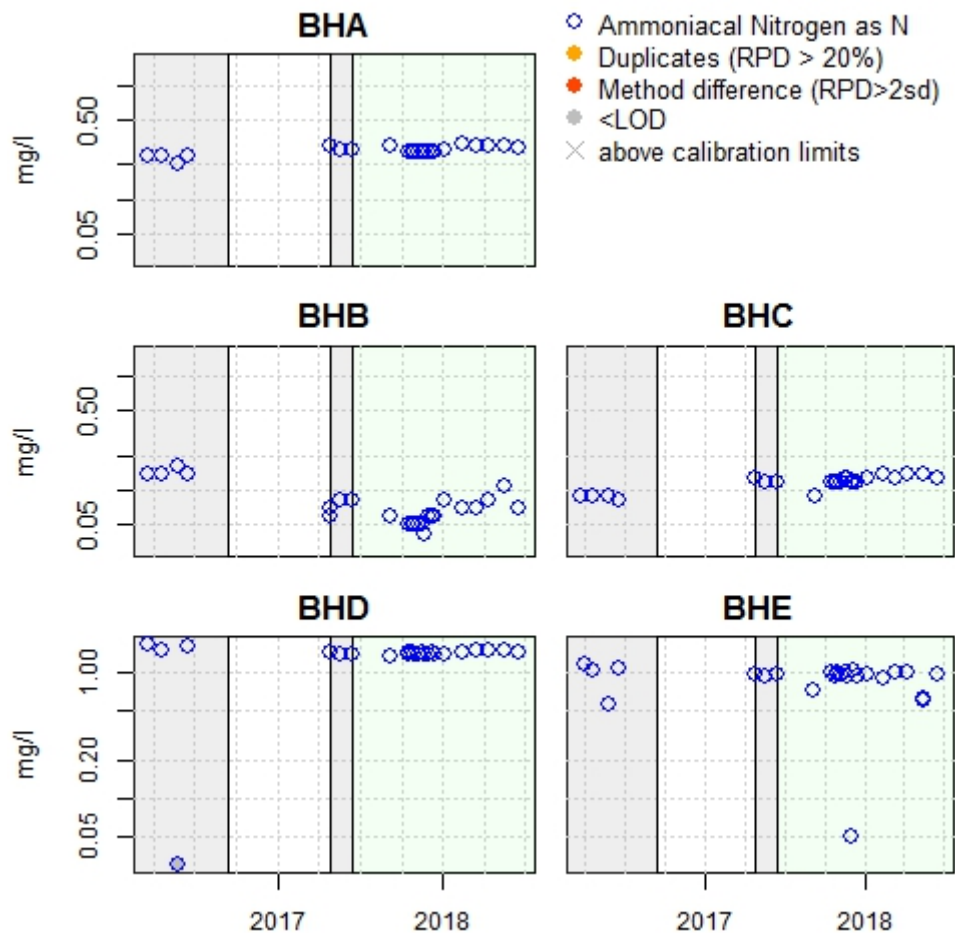 BHA
Ammoniacal Nitrogen as N
Duplicates (RPD > 20%)
Method difference (RPD>2sd)
<LOD
above calibration limits
mg/l
0.50
0.05
BHB
BHC
mg/l
0.50
0.05
BHD
BHE
mg/l
1.00
0.20
0.05
2017
2018
2017
2018